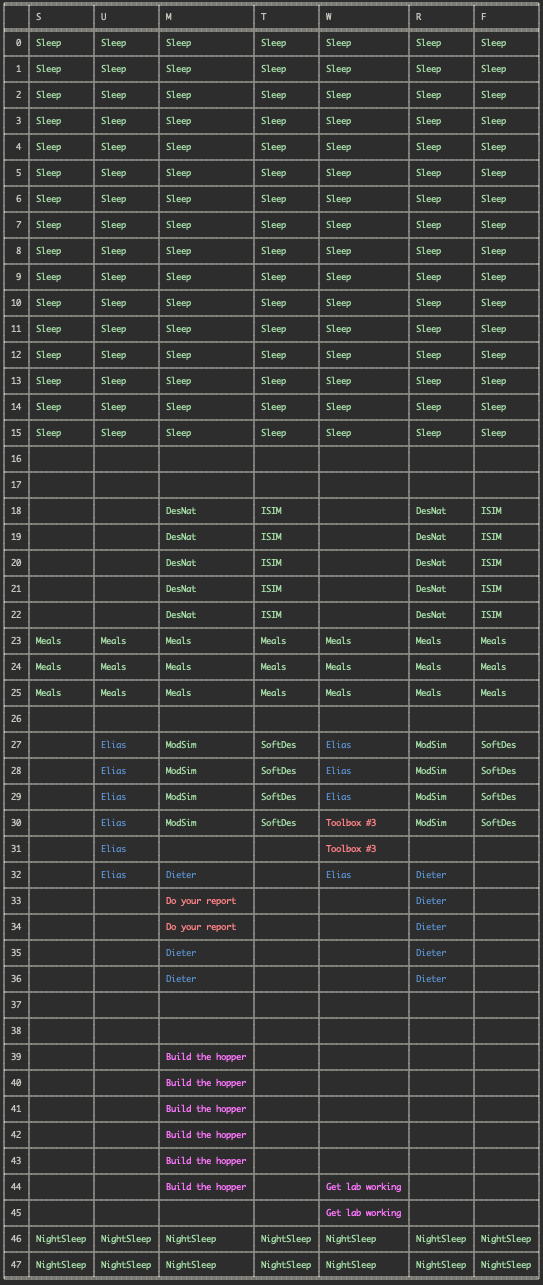 S U M T W R F
0 Sleep Sleep Sleep Sleep Sleep Sleep Sleep
1 Sleep Sleep Sleep Sleep Sleep Sleep Sleep
2 Sleep Sleep Sleep Sleep Sleep Sleep Sleep
3 Sleep Sleep Sleep Sleep Sleep Sleep Sleep
4 Sleep Sleep Sleep Sleep Sleep Sleep Sleep
5 Sleep Sleep Sleep Sleep Sleep Sleep Sleep
6 Sleep Sleep Sleep Sleep Sleep Sleep Sleep
7 Sleep Sleep Sleep Sleep Sleep Sleep Sleep
8 Sleep Sleep Sleep Sleep Sleep Sleep Sleep
9 Sleep Sleep Sleep Sleep Sleep Sleep Sleep
10 Sleep Sleep Sleep Sleep Sleep Sleep Sleep
11 Sleep Sleep Sleep Sleep Sleep Sleep Sleep
12 Sleep Sleep Sleep Sleep Sleep Sleep Sleep
13 Sleep Sleep Sleep Sleep Sleep Sleep Sleep
14 Sleep Sleep Sleep Sleep Sleep Sleep Sleep
15 Sleep Sleep Sleep Sleep Sleep Sleep Sleep
16
17
18 DesNat ISIM DesNat ISIM
19 DesNat ISIM DesNat ISIM
20 DesNat ISIM DesNat ISIM
21 DesNat ISIM DesNat ISIM
22 DesNat ISIM DesNat ISIM
23 Meals Meals Meals Meals Meals Meals Meals
24 Meals Meals Meals Meals Meals Meals Meals
25 Meals Meals Meals Meals Meals Meals Meals
26
27 Elias ModSim SoftDes Elias ModSim SoftDes
28 Elias ModSim SoftDes Elias ModSim SoftDes
29 Elias ModSim SoftDes Elias ModSim SoftDes
30 Elias ModSim SoftDes Toolbox #3 ModSim SoftDes
31 Elias Toolbox #3
32 Elias Dieter Elias Dieter
33 Do your report Dieter
34 Do your report Dieter
35 Dieter Dieter
36 Dieter Dieter
37
38
39 Build the hopper
40 Build the hopper
41 Build the hopper
42 Build the hopper
43 Build the hopper
44 Build the hopper Get lab working
45 Get lab working
46 NightSleep NightSleep NightSleep NightSleep NightSleep NightSleep NightSleep
47 NightSleep NightSleep NightSleep NightSleep NightSleep NightSleep NightSleep